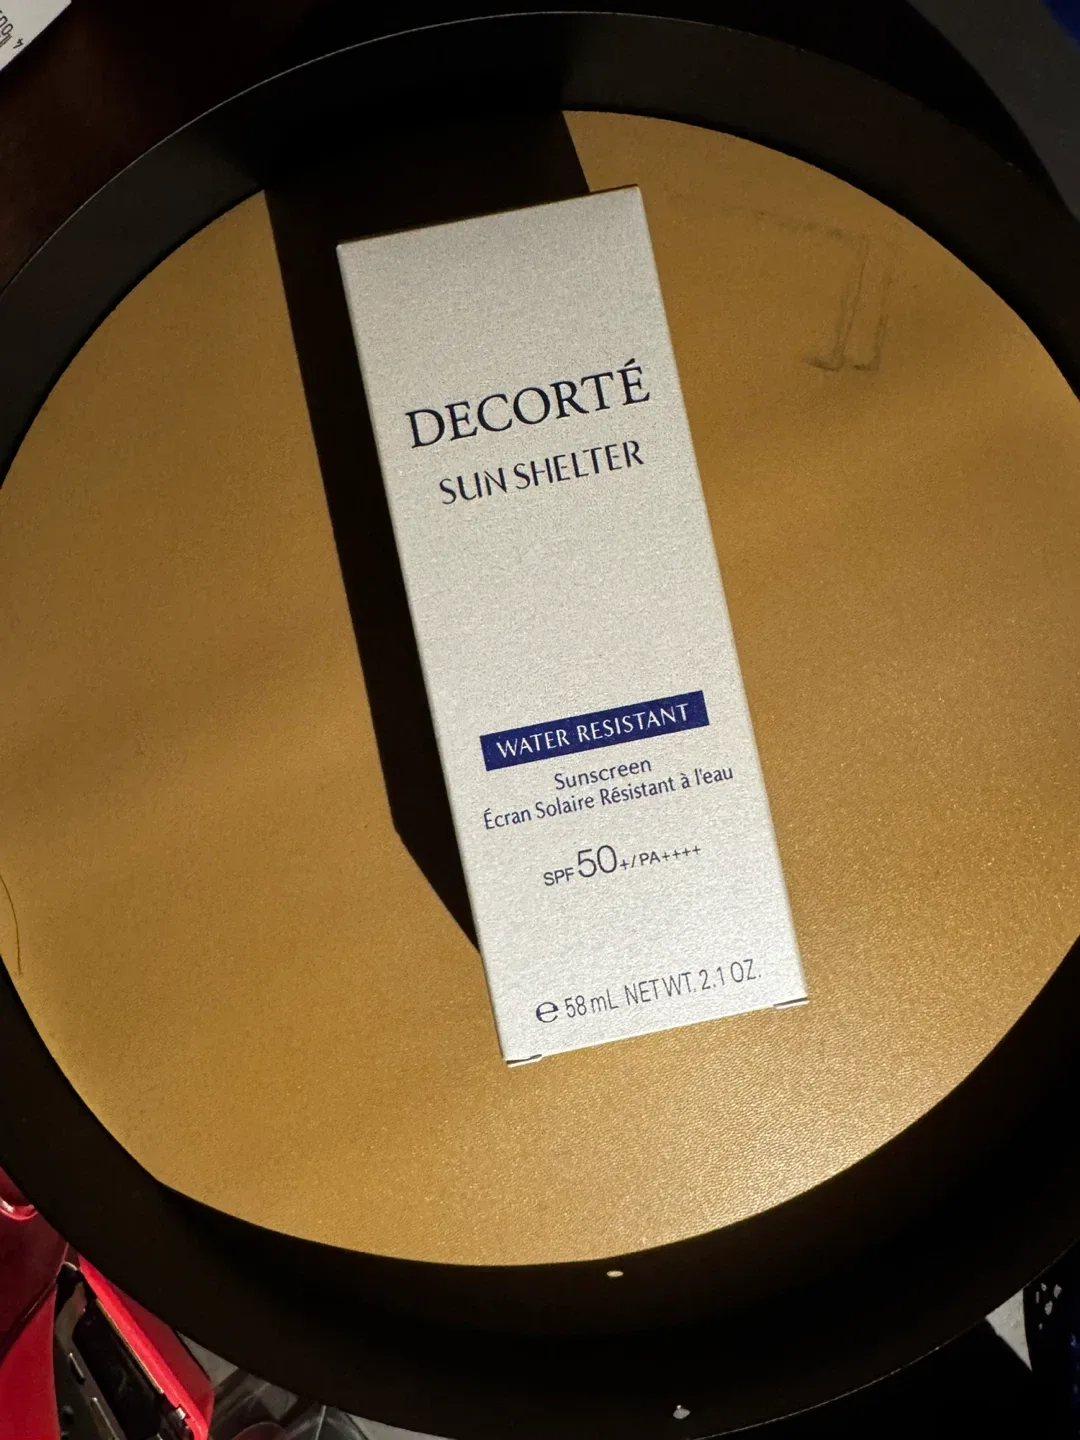 DECORTÉ
SUN SHELTER
WATER RESISTANT
Sunscreen
Écran Solaire Résistant à l'eau
SPF 50+/PA++++
℮ 58 mL NET WT. 2.1 OZ.